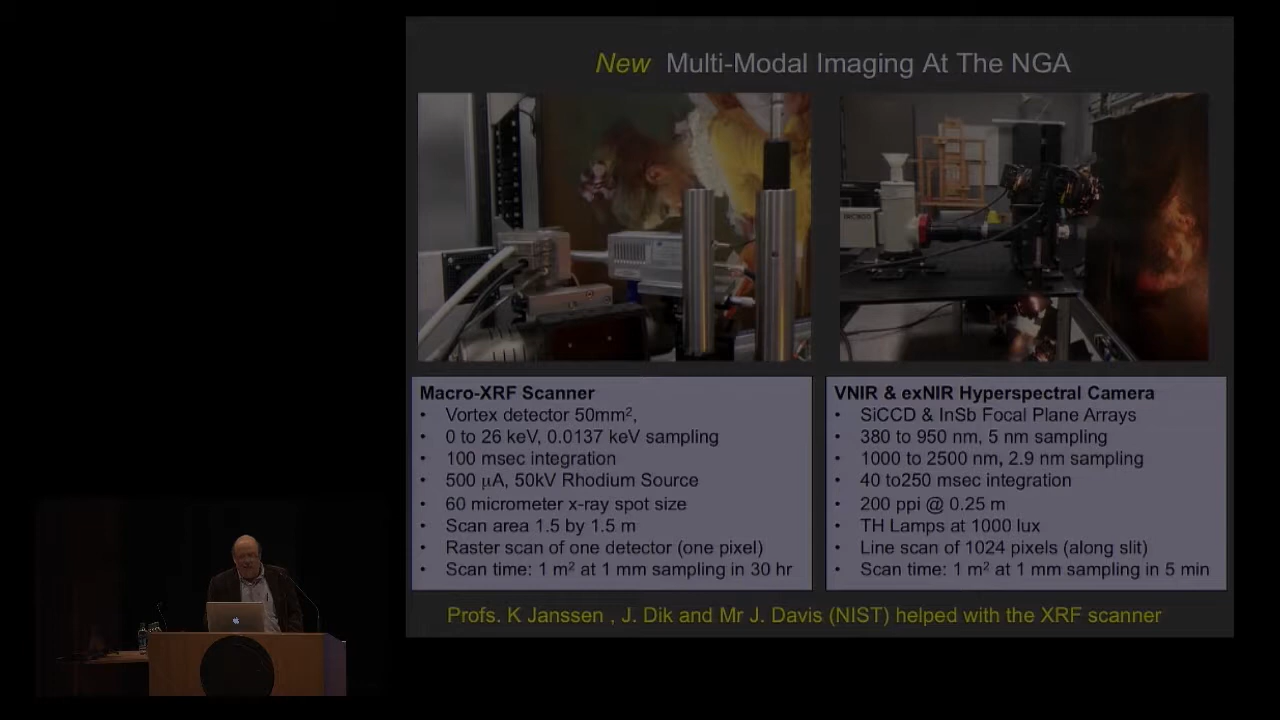 New Multi-Modal Imaging At The NGA
Macro-XRF Scanner
• Vortex detector 50mm²,
• 0 to 26 keV, 0.0137 keV sampling
• 100 msec integration
• 500 µA, 50kV Rhodium Source
• 60 micrometer x-ray spot size
• Scan area 1.5 by 1.5 m
• Raster scan of one detector (one pixel)
• Scan time: 1 m² at 1 mm sampling in 30 hr
VNIR & exNIR Hyperspectral Camera
• SiCCD & InSb Focal Plane Arrays
• 380 to 950 nm, 5 nm sampling
• 1000 to 2500 nm, 2.9 nm sampling
• 40 to250 msec integration
• 200 ppi @ 0.25 m
• TH Lamps at 1000 lux
• Line scan of 1024 pixels (along slit)
• Scan time: 1 m² at 1 mm sampling in 5 min
Profs. K Janssen , J. Dik and Mr J. Davis (NIST) helped with the XRF scanner